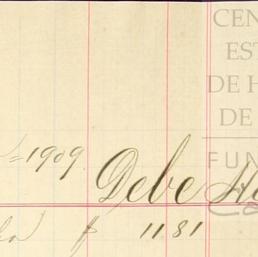 CEN
EST
DE H
DE
FUN
1909 Debe
$ 1181